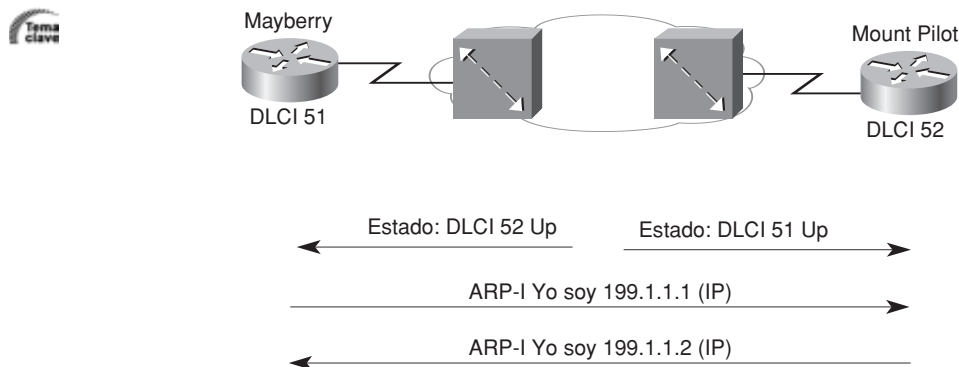 Tema
clave
Mayberry
Mount Pilot
DLCI 51
DLCI 52
Estado: DLCI 52 Up
Estado: DLCI 51 Up
ARP-I Yo soy 199.1.1.1 (IP)
ARP-I Yo soy 199.1.1.2 (IP)